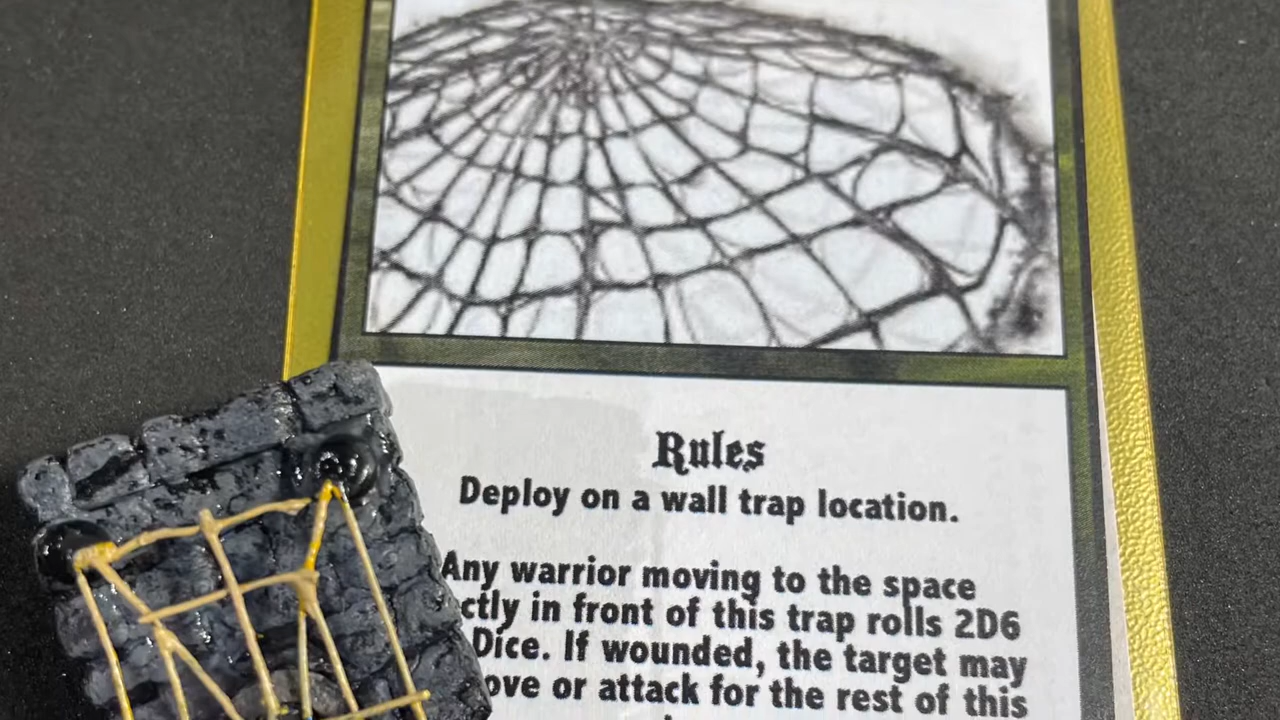 Rules
Deploy on a wall trap location.
Any warrior moving to the space
ctly in front of this trap rolls 2D6
Dice. If wounded, the target may
ove or attack for the rest of this